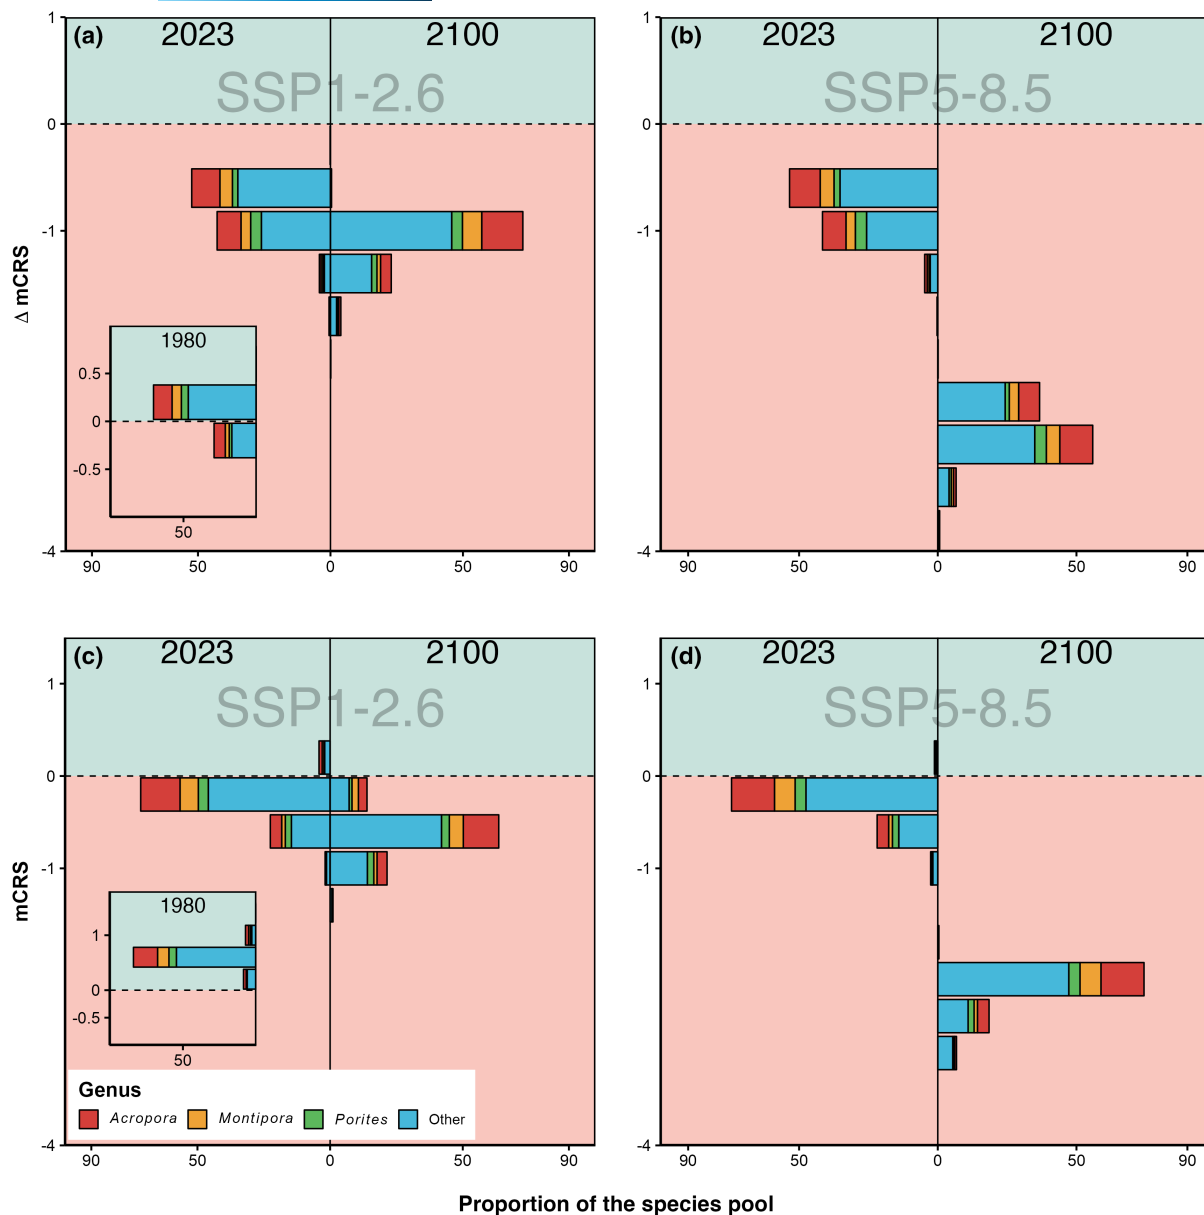 (a) 2023 2100
SSP1-2.6
1
0
-1
-4
Δ mCRS
1980
0.5
0
-0.5
50
90 50 0 50 90
(b) 2023 2100
SSP5-8.5
1
0
-1
-4
90 50 0 50 90
(c) 2023 2100
SSP1-2.6
1
0
-1
-4
mCRS
1980
1
0
-0.5
50
Genus
Acropora Montipora Porites Other
90 50 0 50 90
(d) 2023 2100
SSP5-8.5
1
0
-1
-4
90 50 0 50 90
Proportion of the species pool